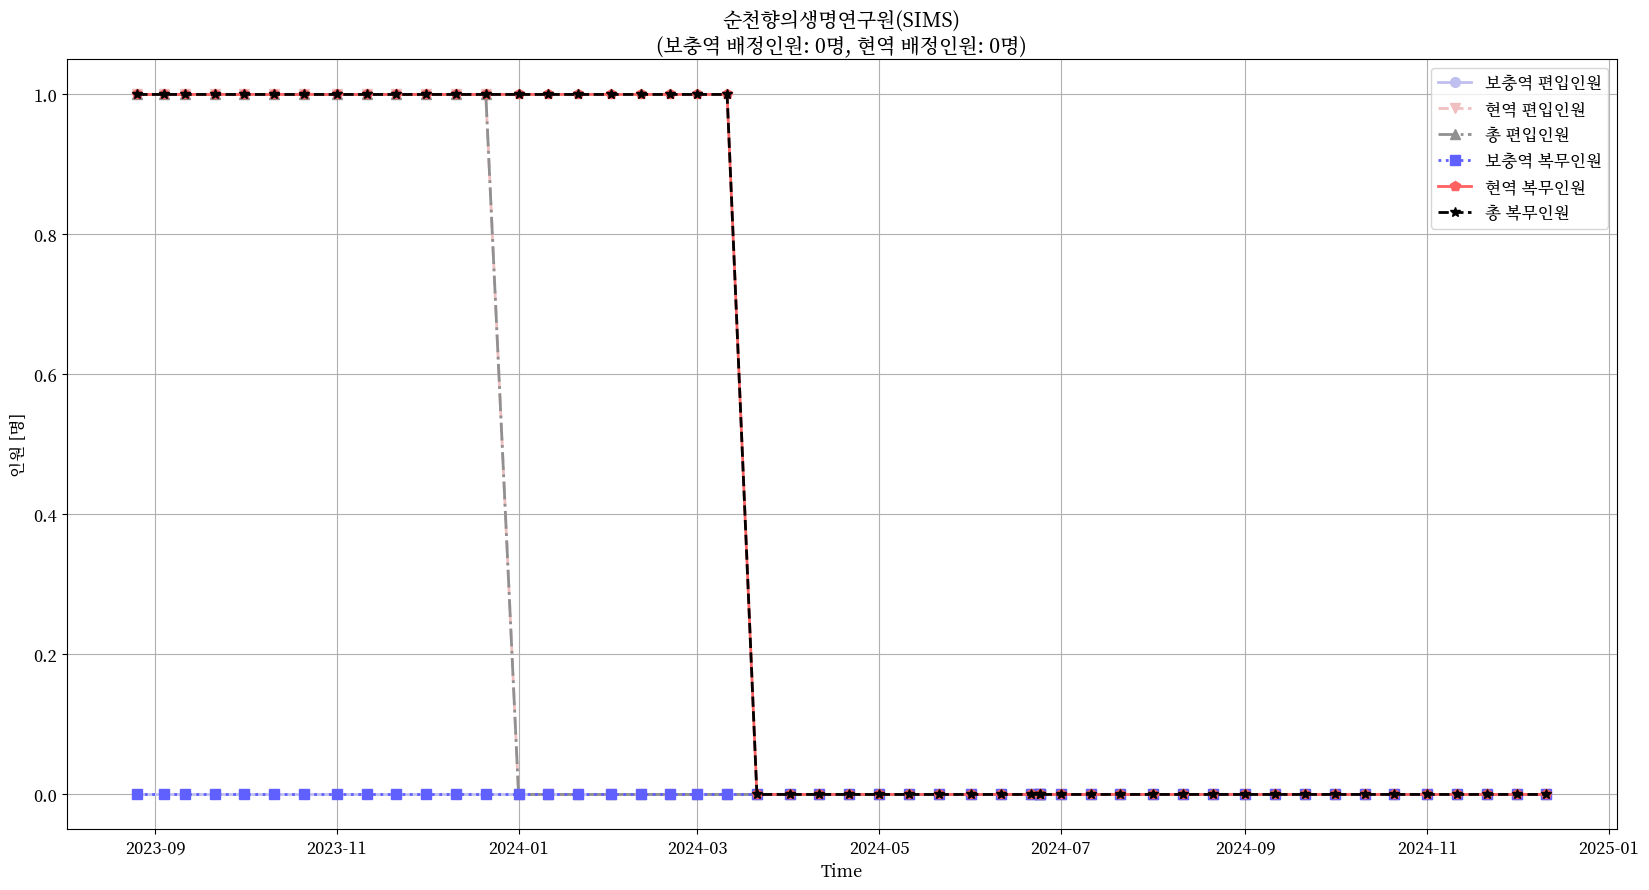 순천향의생명연구원(SIMS)
(보충역 배정인원: 0명, 현역 배정인원: 0명)
보충역 편입인원
현역 편입인원
총 편입인원
보충역 복무인원
현역 복무인원
총 복무인원
인원 [명]
1.0
0.8
0.6
0.4
0.2
0.0
2023-09
2023-11
2024-01
2024-03
2024-05
2024-07
2024-09
2024-11
2025-01
Time